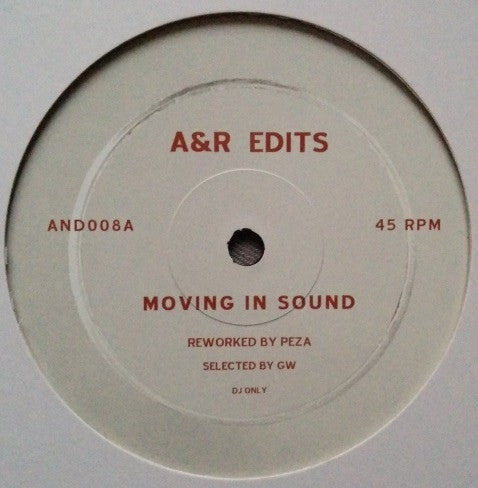 A&R EDITS
AND008A 45 RPM
MOVING IN SOUND
REWORKED BY PEZA
SELECTED BY GW
DJ ONLY